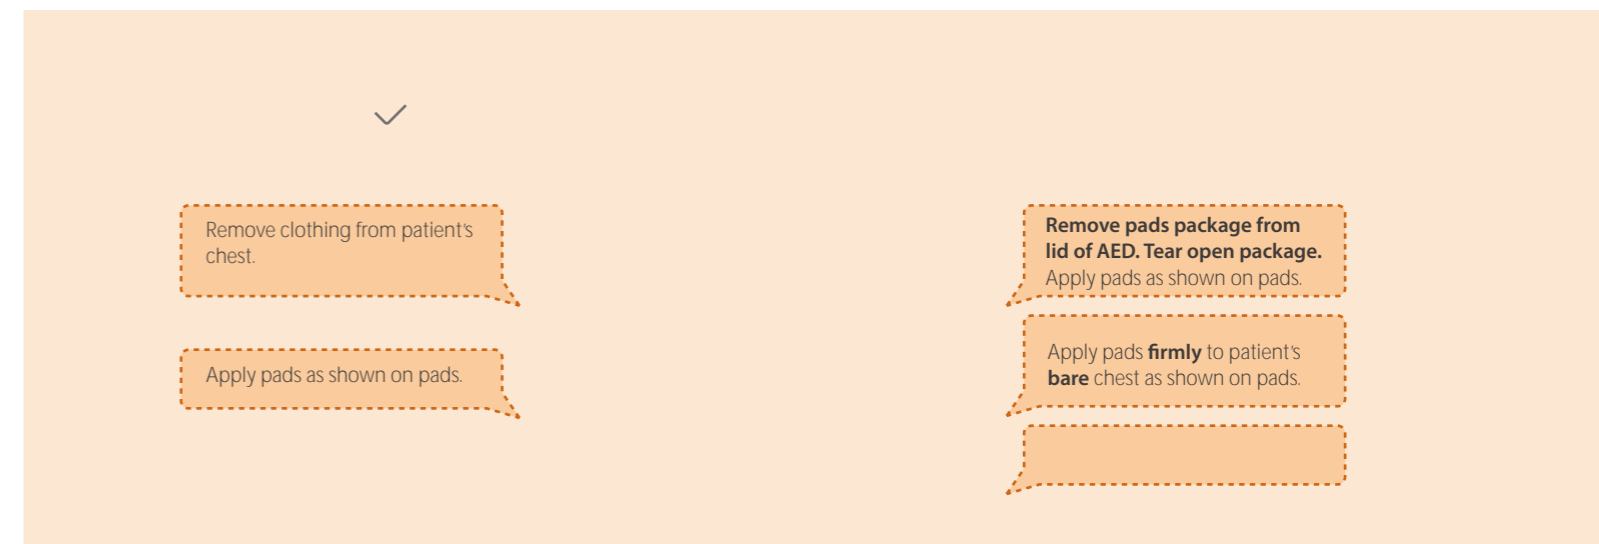 Remove clothing from patient's
chest.
Apply pads as shown on pads.
Remove pads package from
lid of AED. Tear open package.
Apply pads as shown on pads.
Apply pads firmly to patient's
bare chest as shown on pads.